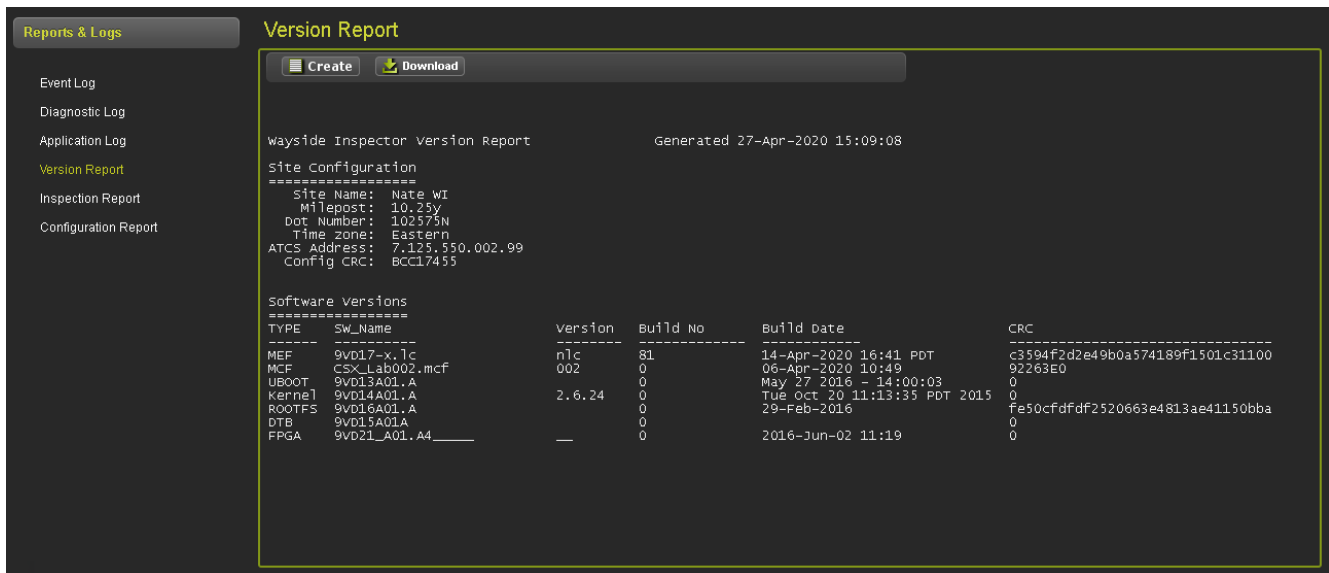 Reports & Logs
Event Log
Diagnostic Log
Application Log
Version Report
Inspection Report
Configuration Report
Version Report
Create Download
Wayside Inspector Version Report Generated 27-Apr-2020 15:09:08
Site Configuration
==================
Site Name: Nate WI
Milepost: 10.25y
Dot Number: 102575N
Time zone: Eastern
ATCS Address: 7.125.550.002.99
Config CRC: BCC17455
Software Versions
=================
TYPE SW_Name Version Build No Build Date CRC
------ ---------- -------- ------------- ------------ --------------------------------
MEF 9VD17-x.lc nlc 81 14-Apr-2020 16:41 PDT c3594f2d2e49b0a574189f1501c31100
MCF CSX_Lab002.mcf 002 0 06-Apr-2020 10:49 92263E0
UBOOT 9VD13A01.A 0 May 27 2016 - 14:00:03 0
Kernel 9VD14A01.A 2.6.24 0 Tue Oct 20 11:13:35 PDT 2015 0
ROOTFS 9VD16A01.A 0 29-Feb-2016 fe50cfdfdf2520663e4813ae41150bba
DTB 9VD15A01A 0 0
FPGA 9VD21_A01.A4_____ __ 0 2016-Jun-02 11:19 0